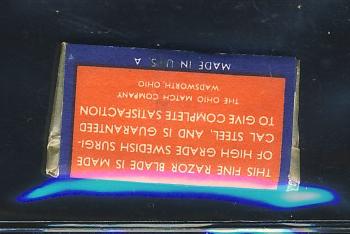 THIS FINE RAZOR BLADE IS MADE
OF HIGH GRADE SWEDISH SURGI-
CAL STEEL AND IS GUARANTEED
TO GIVE COMPLETE SATISFACTION
THE OHIO MATCH COMPANY
WADSWORTH, OHIO
MADE IN U. S. A